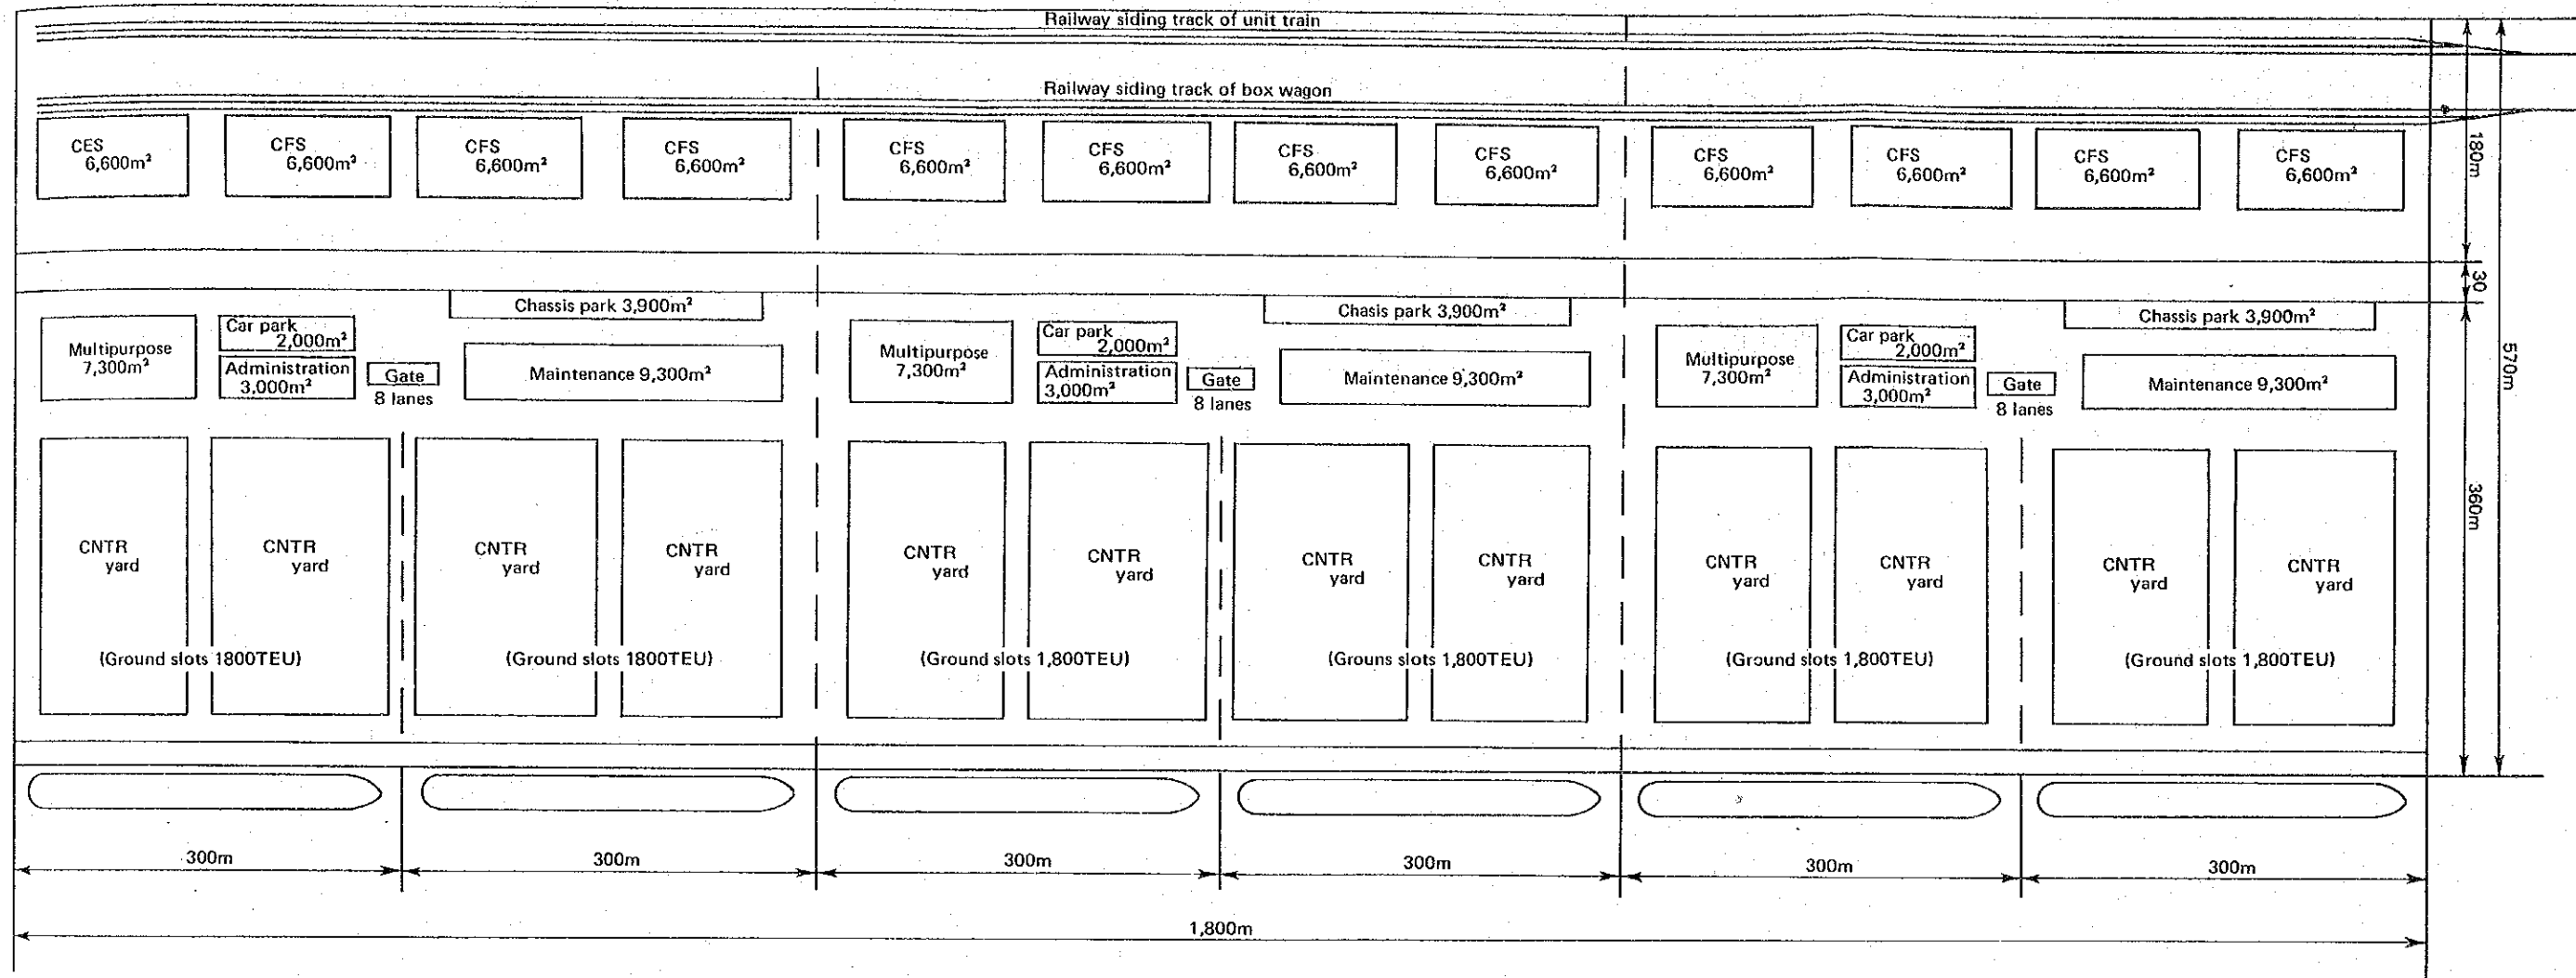 Railway siding track of unit train
Railway siding track of box wagon
CES
6,600m²
CFS
6,600m²
CFS
6,600m²
CFS
6,600m²
CFS
6,600m²
CFS
6,600m²
CFS
6,600m²
CFS
6,600m²
CFS
6,600m²
CFS
6,600m²
CFS
6,600m²
CFS
6,600m²
180m
30
360m
570m
Chassis park 3,900m²
Chasis park 3,900m²
Chassis park 3,900m²
Multipurpose
7,300m²
Car park
2,000m²
Administration
3,000m²
Gate
8 lanes
Maintenance 9,300m²
Multipurpose
7,300m²
Car park
2,000m²
Administration
3,000m²
Gate
8 lanes
Maintenance 9,300m²
Multipurpose
7,300m²
Car park
2,000m²
Administration
3,000m²
Gate
8 lanes
Maintenance 9,300m²
CNTR
yard
CNTR
yard
CNTR
yard
CNTR
yard
CNTR
yard
CNTR
yard
CNTR
yard
CNTR
yard
CNTR
yard
CNTR
yard
CNTR
yard
CNTR
yard
(Ground slots 1800TEU)
(Ground slots 1800TEU)
(Ground slots 1,800TEU)
(Grouns slots 1,800TEU)
(Ground slots 1,800TEU)
(Ground slots 1,800TEU)
300m
300m
300m
300m
300m
300m
1,800m